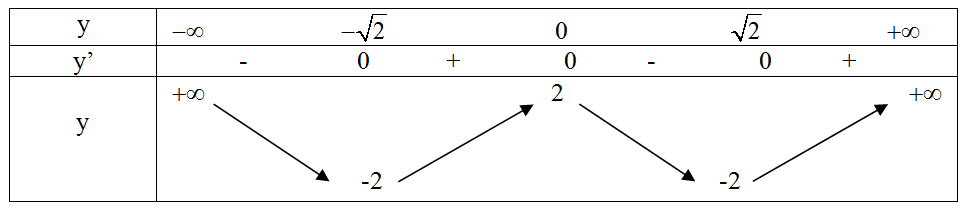 y −∞ −√2 0 √2 +∞
y’ - 0 + 0 - 0 +
+∞ 2 +∞
y
-2 -2